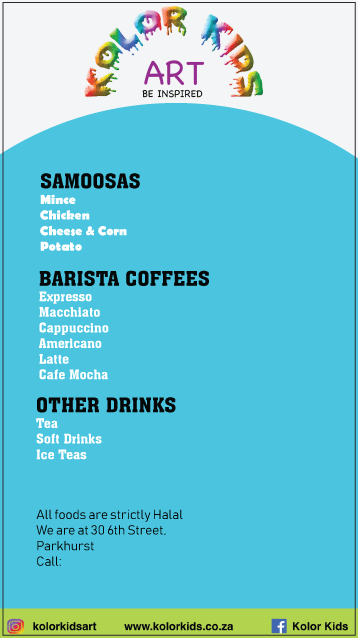 KOLOR KIDS
ART
BE INSPIRED
SAMOOSAS
Mince
Chicken
Cheese & Corn
Potato
BARISTA COFFEES
Expresso
Macchiato
Cappuccino
Americano
Latte
Cafe Mocha
OTHER DRINKS
Tea
Soft Drinks
Ice Teas
All foods are strictly Halal
We are at 30 6th Street,
Parkhurst
Call:
kolorkidsart www.kolorkids.co.za Kolor Kids